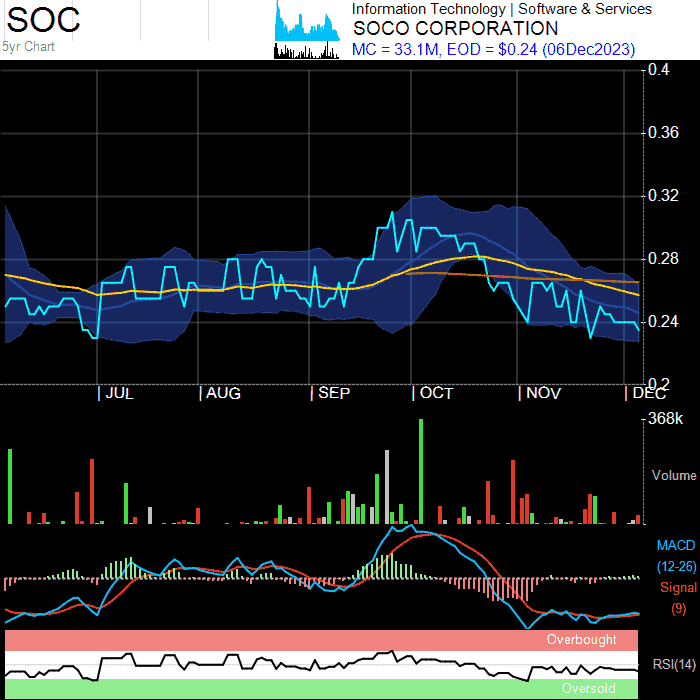 SOC
5yr Chart
Information Technology | Software & Services
SOCO CORPORATION
MC = 33.1M, EOD = $0.24 (06Dec2023)
0.4
0.36
0.32
0.28
0.24
0.2
| JUL | AUG | SEP | OCT | NOV | DEC
368k
Volume
MACD
(12-26)
Signal
(9)
Overbought
RSI(14)
Oversold